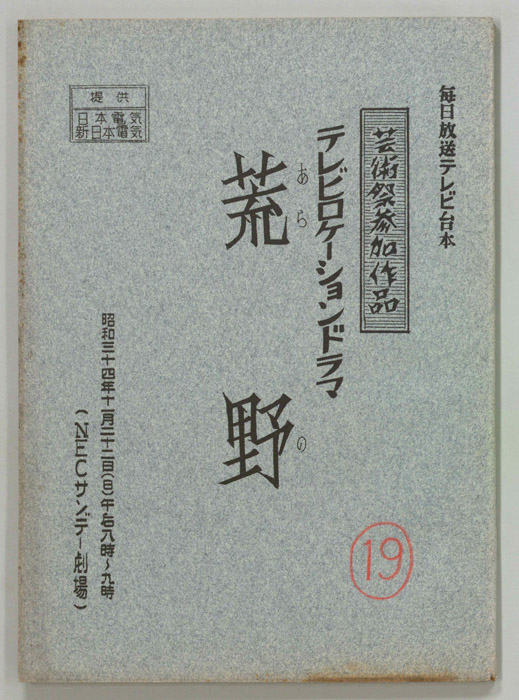 毎日放送テレビ台本
芸術祭参加作品
テレビロケーションドラマ
荒野
あらの
提供
日本電気
新日本電気
昭和三十四年十一月二十二日(日)午后八時～九時
(NECサンデー劇場)
19